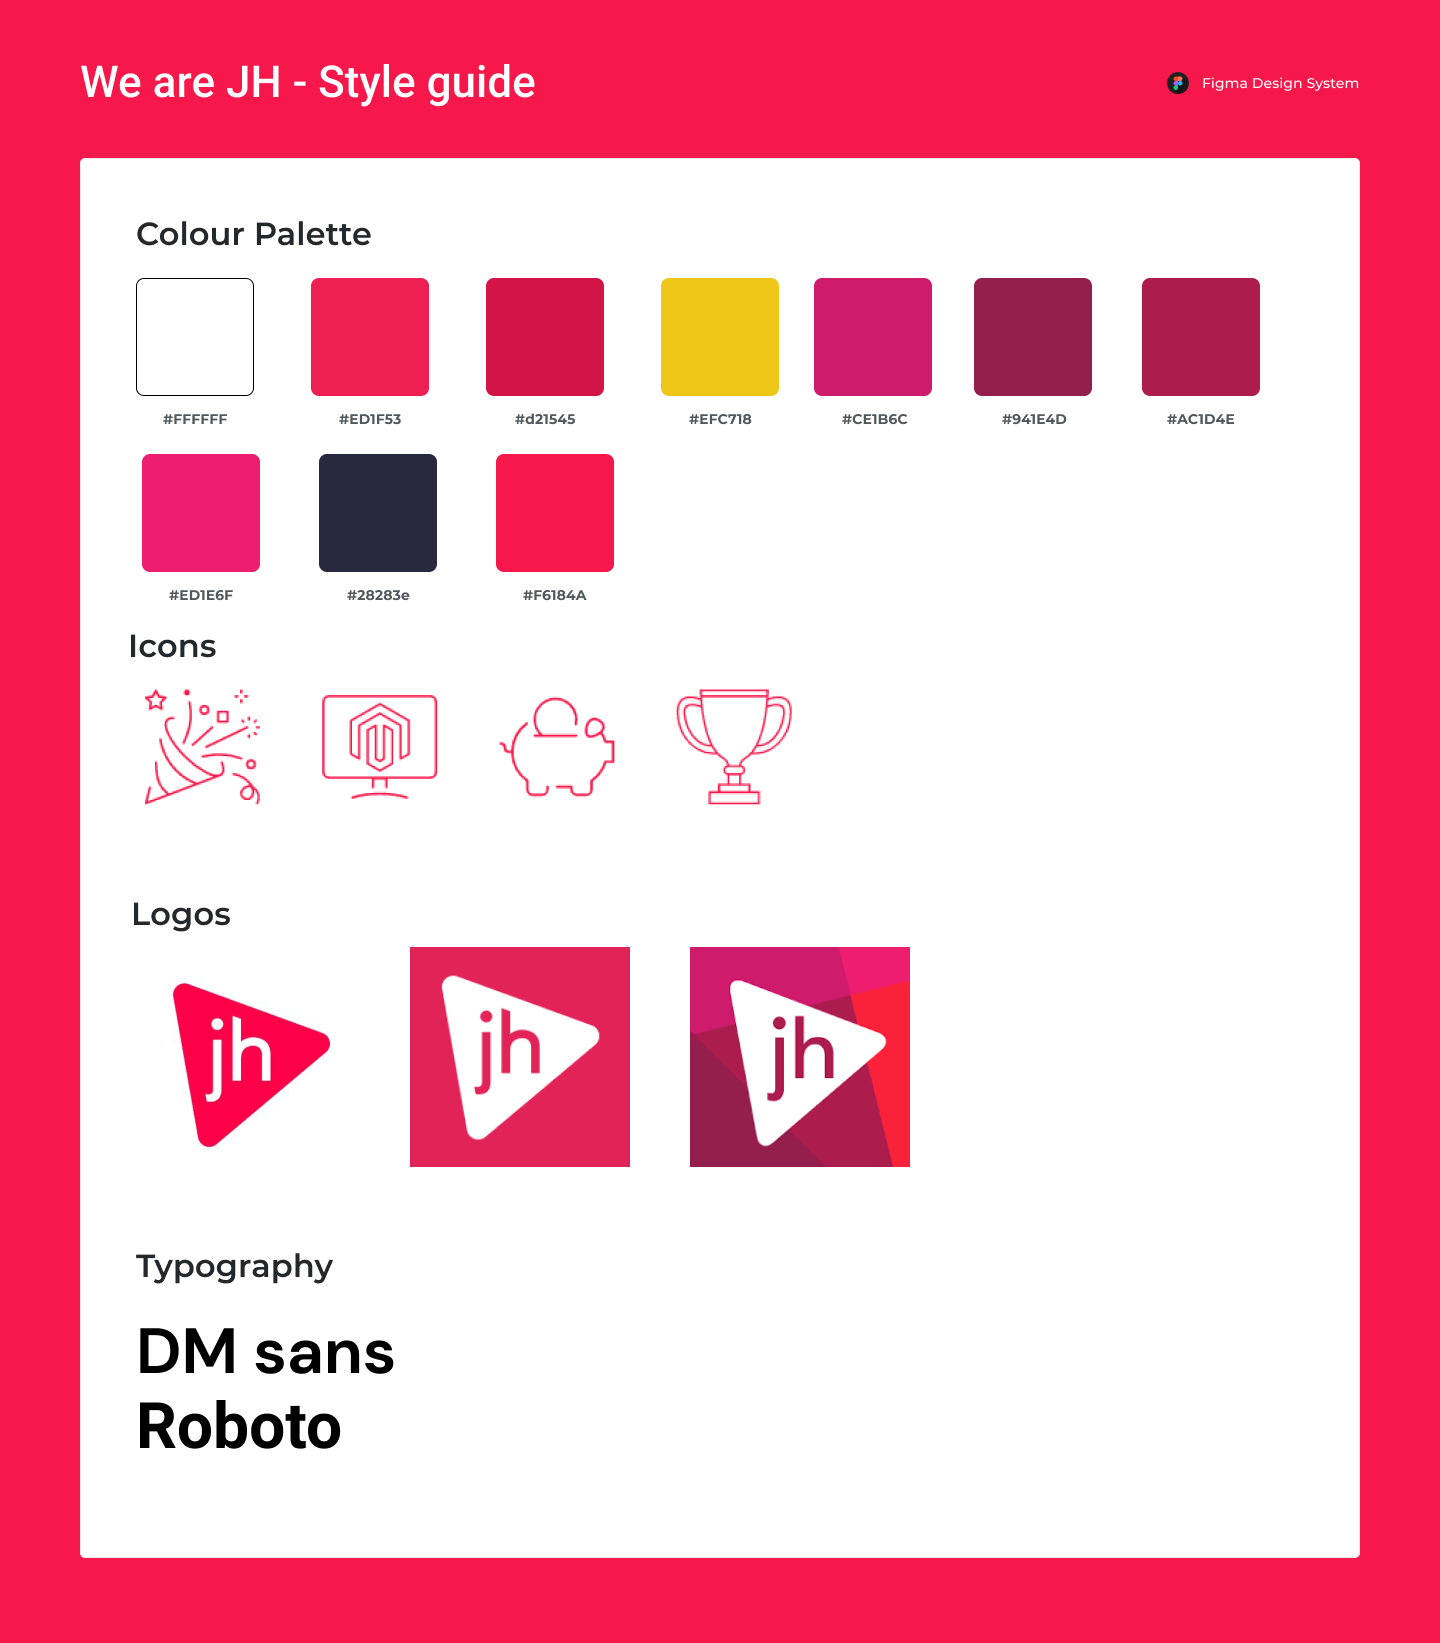 We are JH - Style guide
Figma Design System
Colour Palette
#FFFFFF
#ED1F53
#d21545
#EFC718
#CE1B6C
#941E4D
#AC1D4E
#ED1E6F
#28283e
#F6184A
Icons
Logos
jh
jh
jh
Typography
DM sans
Roboto